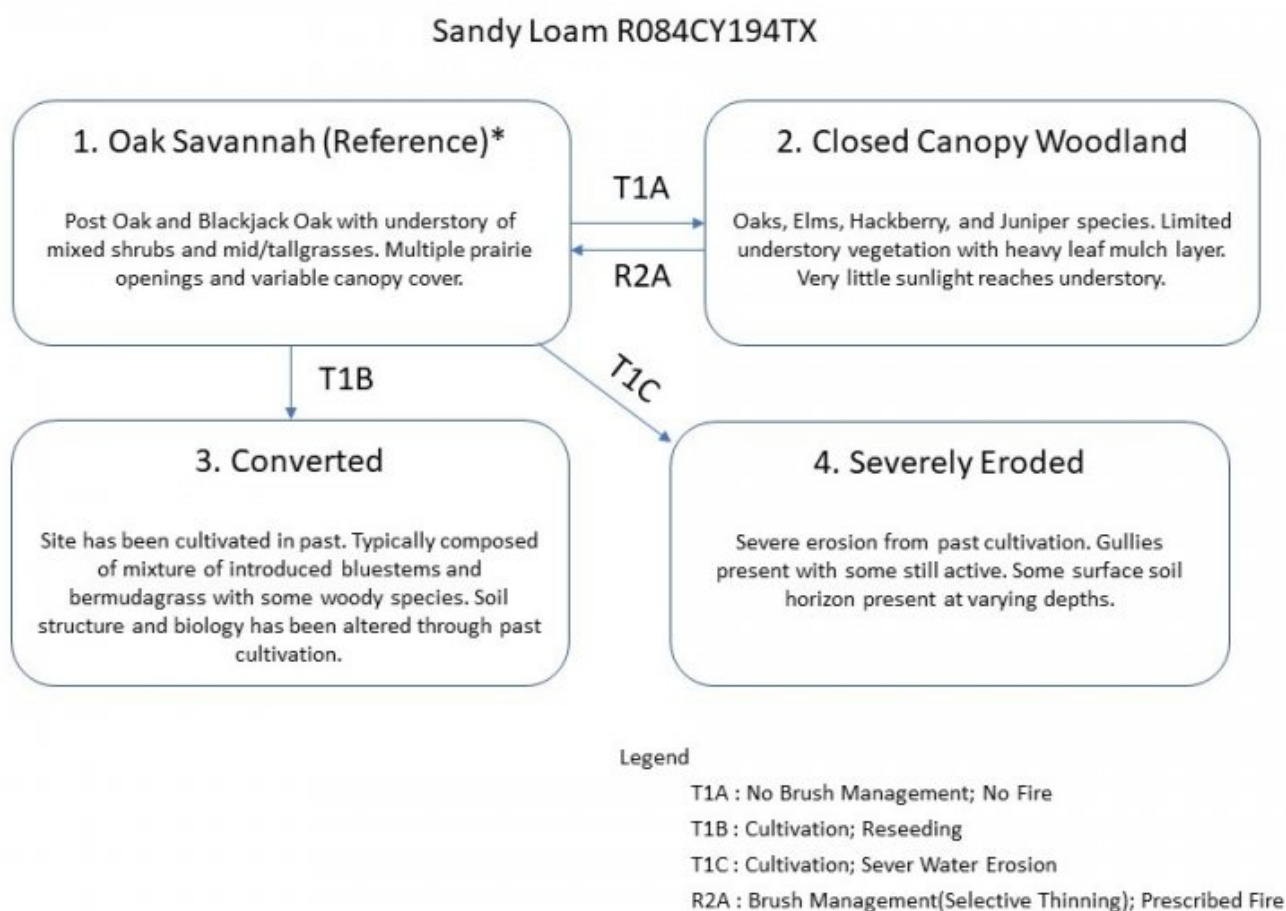 Sandy Loam R084CY194TX
1. Oak Savannah (Reference)*
Post Oak and Blackjack Oak with understory of
mixed shrubs and mid/tallgrasses. Multiple prairie
openings and variable canopy cover.
T1A
R2A
2. Closed Canopy Woodland
Oaks, Elms, Hackberry, and Juniper species. Limited
understory vegetation with heavy leaf mulch layer.
Very little sunlight reaches understory.
T1B
T1C
3. Converted
Site has been cultivated in past. Typically composed
of mixture of introduced bluestems and
bermudagrass with some woody species. Soil
structure and biology has been altered through past
cultivation.
4. Severely Eroded
Severe erosion from past cultivation. Gullies
present with some still active. Some surface soil
horizon present at varying depths.
Legend
T1A : No Brush Management; No Fire
T1B : Cultivation; Reseeding
T1C : Cultivation; Sever Water Erosion
R2A : Brush Management(Selective Thinning); Prescribed Fire